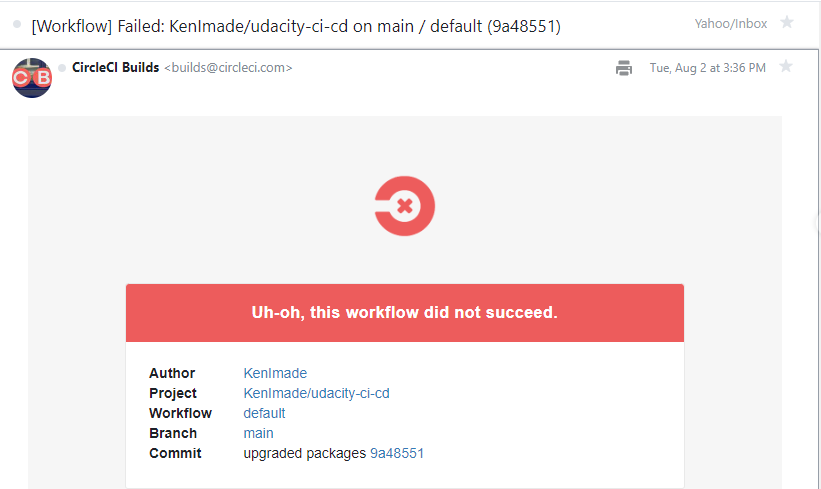 [Workflow] Failed: KenImade/udacity-ci-cd on main / default (9a48551)
Yahoo/Inbox
C B
CircleCI Builds <builds@circleci.com>
Tue, Aug 2 at 3:36 PM
Uh-oh, this workflow did not succeed.
Author KenImade
Project KenImade/udacity-ci-cd
Workflow default
Branch main
Commit upgraded packages 9a48551